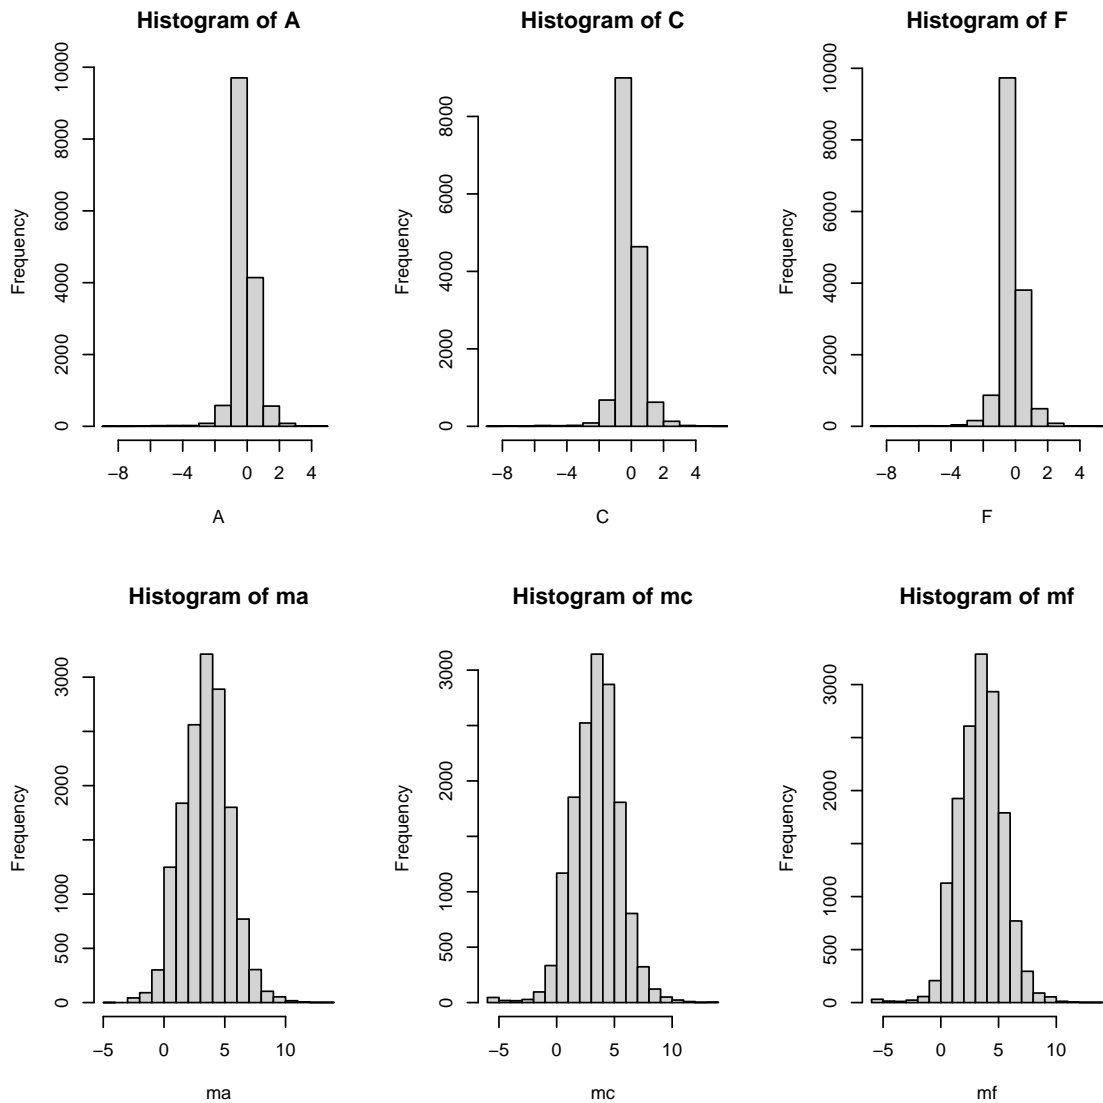 Histogram of A
Frequency
0 2000 4000 6000 8000 10000
−8 −4 0 2 4
A
Histogram of C
Frequency
0 2000 4000 6000 8000
−8 −4 0 2 4
C
Histogram of F
Frequency
0 2000 4000 6000 8000 10000
−8 −4 0 2 4
F
Histogram of ma
Frequency
0 500 1000 2000 3000
−5 0 5 10
ma
Histogram of mc
Frequency
0 500 1000 2000 3000
−5 0 5 10
mc
Histogram of mf
Frequency
0 500 1000 2000 3000
−5 0 5 10
mf